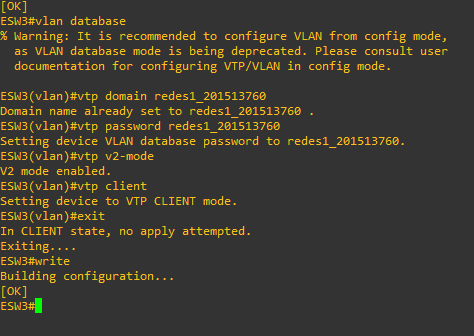 [OK]
ESW3#vlan database
% Warning: It is recommended to configure VLAN from config mode,
  as VLAN database mode is being deprecated. Please consult user
  documentation for configuring VTP/VLAN in config mode.

ESW3(vlan)#vtp domain redes1_201513760
Domain name already set to redes1_201513760 .
ESW3(vlan)#vtp password redes1_201513760
Setting device VLAN database password to redes1_201513760.
ESW3(vlan)#vtp v2-mode
V2 mode enabled.
ESW3(vlan)#vtp client
Setting device to VTP CLIENT mode.
ESW3(vlan)#exit
In CLIENT state, no apply attempted.
Exiting....
ESW3#write
Building configuration...
[OK]
ESW3#